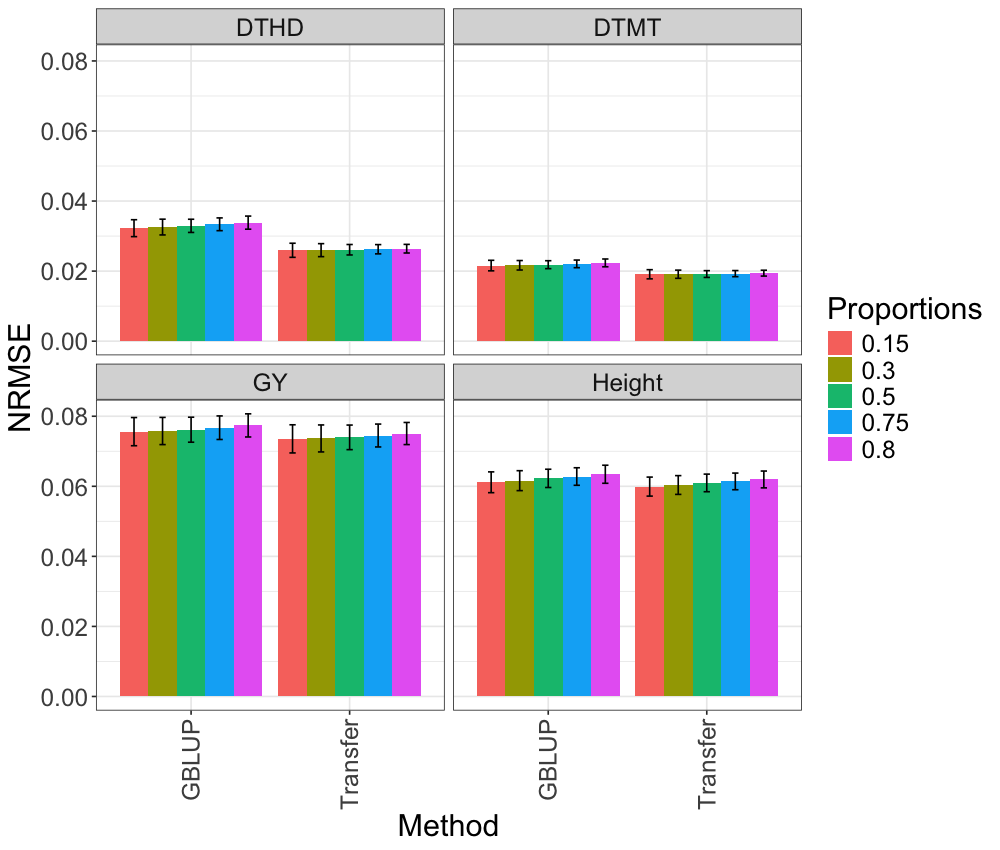 DTHD
DTMT
0.08
0.06
0.04
0.02
0.00
GY
Height
0.08
0.06
0.04
0.02
0.00
NRMSE
GBLUP
Transfer
GBLUP
Transfer
Method
Proportions
0.15
0.3
0.5
0.75
0.8